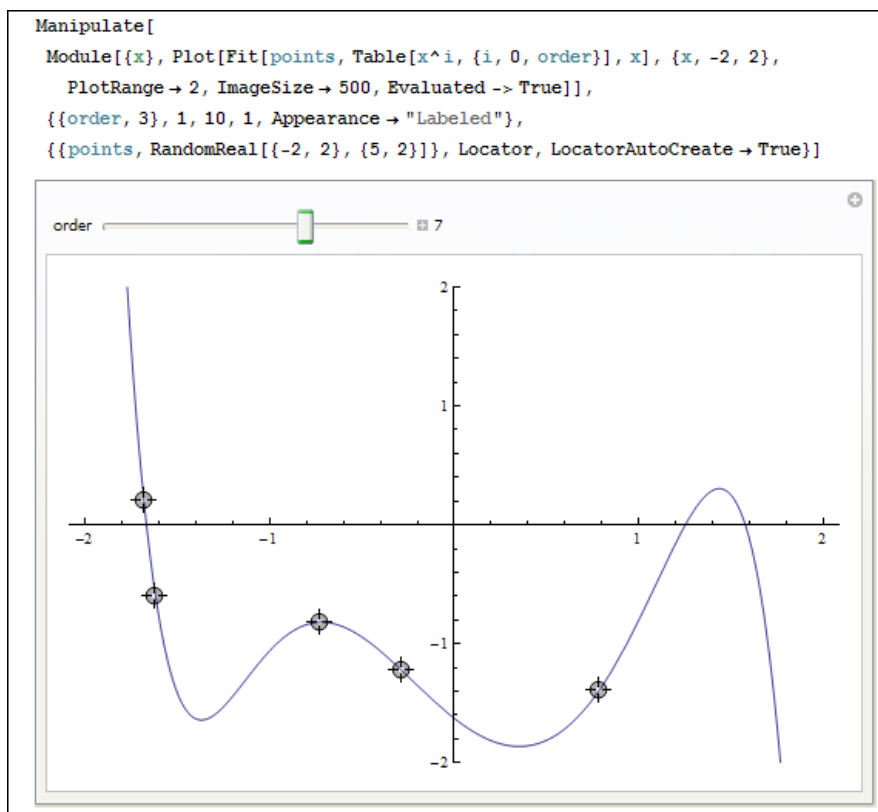 Manipulate[
Module[{x}, Plot[Fit[points, Table[x^i, {i, 0, order}], x], {x, -2, 2},
PlotRange → 2, ImageSize → 500, Evaluated -> True]],
{{order, 3}, 1, 10, 1, Appearance → "Labeled"},
{{points, RandomReal[{-2, 2}, {5, 2}]}, Locator, LocatorAutoCreate → True}]
order 7
2
1
-2 -1 1 2
-1
-2